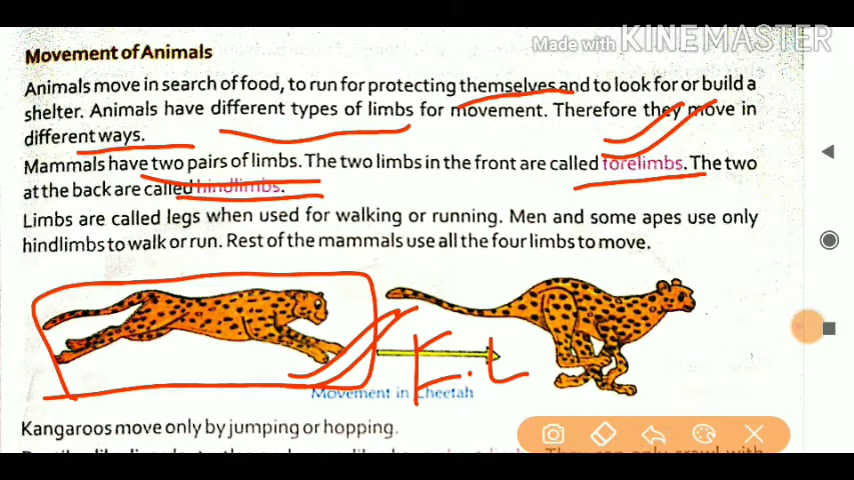 Made with KINEMASTER
Movement of Animals
Animals move in search of food, to run for protecting themselves and to look for or build a
shelter. Animals have different types of limbs for movement. Therefore they move in
different ways.
Mammals have two pairs of limbs. The two limbs in the front are called forelimbs. The two
at the back are called hindlimbs.
Limbs are called legs when used for walking or running. Men and some apes use only
hindlimbs to walk or run. Rest of the mammals use all the four limbs to move.
F.L
Movement in Cheetah
Kangaroos move only by jumping or hopping.